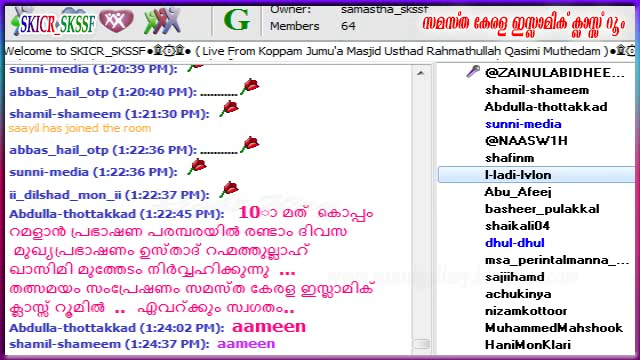 SKICR_SKSSF
G
Owner: samastha_skssf
Members 64
സമസ്ത കേരള ഇസ്ലാമിക് ക്ലാസ്സ് റൂം
Welcome to SKICR_SKSSF ( Live From Koppam Jumu'a Masjid Usthad Rahmathullah Qasimi Muthedam )
sunni-media (1:20:39 PM):
abbas_hail_otp (1:20:40 PM): ...........
shamil-shameem (1:21:30 PM):
saayil has joined the room
abbas_hail_otp (1:22:36 PM): ...........
sunni-media (1:22:36 PM):
ii_dilshad_mon_ii (1:22:37 PM):
Abdulla-thottakkad (1:22:45 PM): 10ാ മത് കൊപ്പം
റമളാൻ പ്രഭാഷണ പരമ്പരയിൽ രണ്ടാം ദിവസ
മുഖ്യപ്രഭാഷണം ഉസ്താദ് റഹ്മത്തുല്ലാഹ്
ഖാസിമി മുത്തേടം നിർവ്വഹിക്കുന്നു ...
തത്സമയം സംപ്രേഷണം സമസ്ത കേരള ഇസ്ലാമിക്
ക്ലാസ്സ് റൂമിൽ .. ഏവറ്ക്കും സ്വഗതം..
Abdulla-thottakkad (1:24:02 PM): aameen
shamil-shameem (1:24:37 PM): aameen
@ZAINULABIDHEE...
shamil-shameem
Abdulla-thottakkad
sunni-media
@NAASW1H
shafinm
l-ladi-lvlon
Abu_Afeej
basheer_pulakkal
shaikali04
dhul-dhul
msa_perintalmanna_...
sajiihamd
achukinya
nizamkottoor
MuhammedMahshook
HaniMonKlari